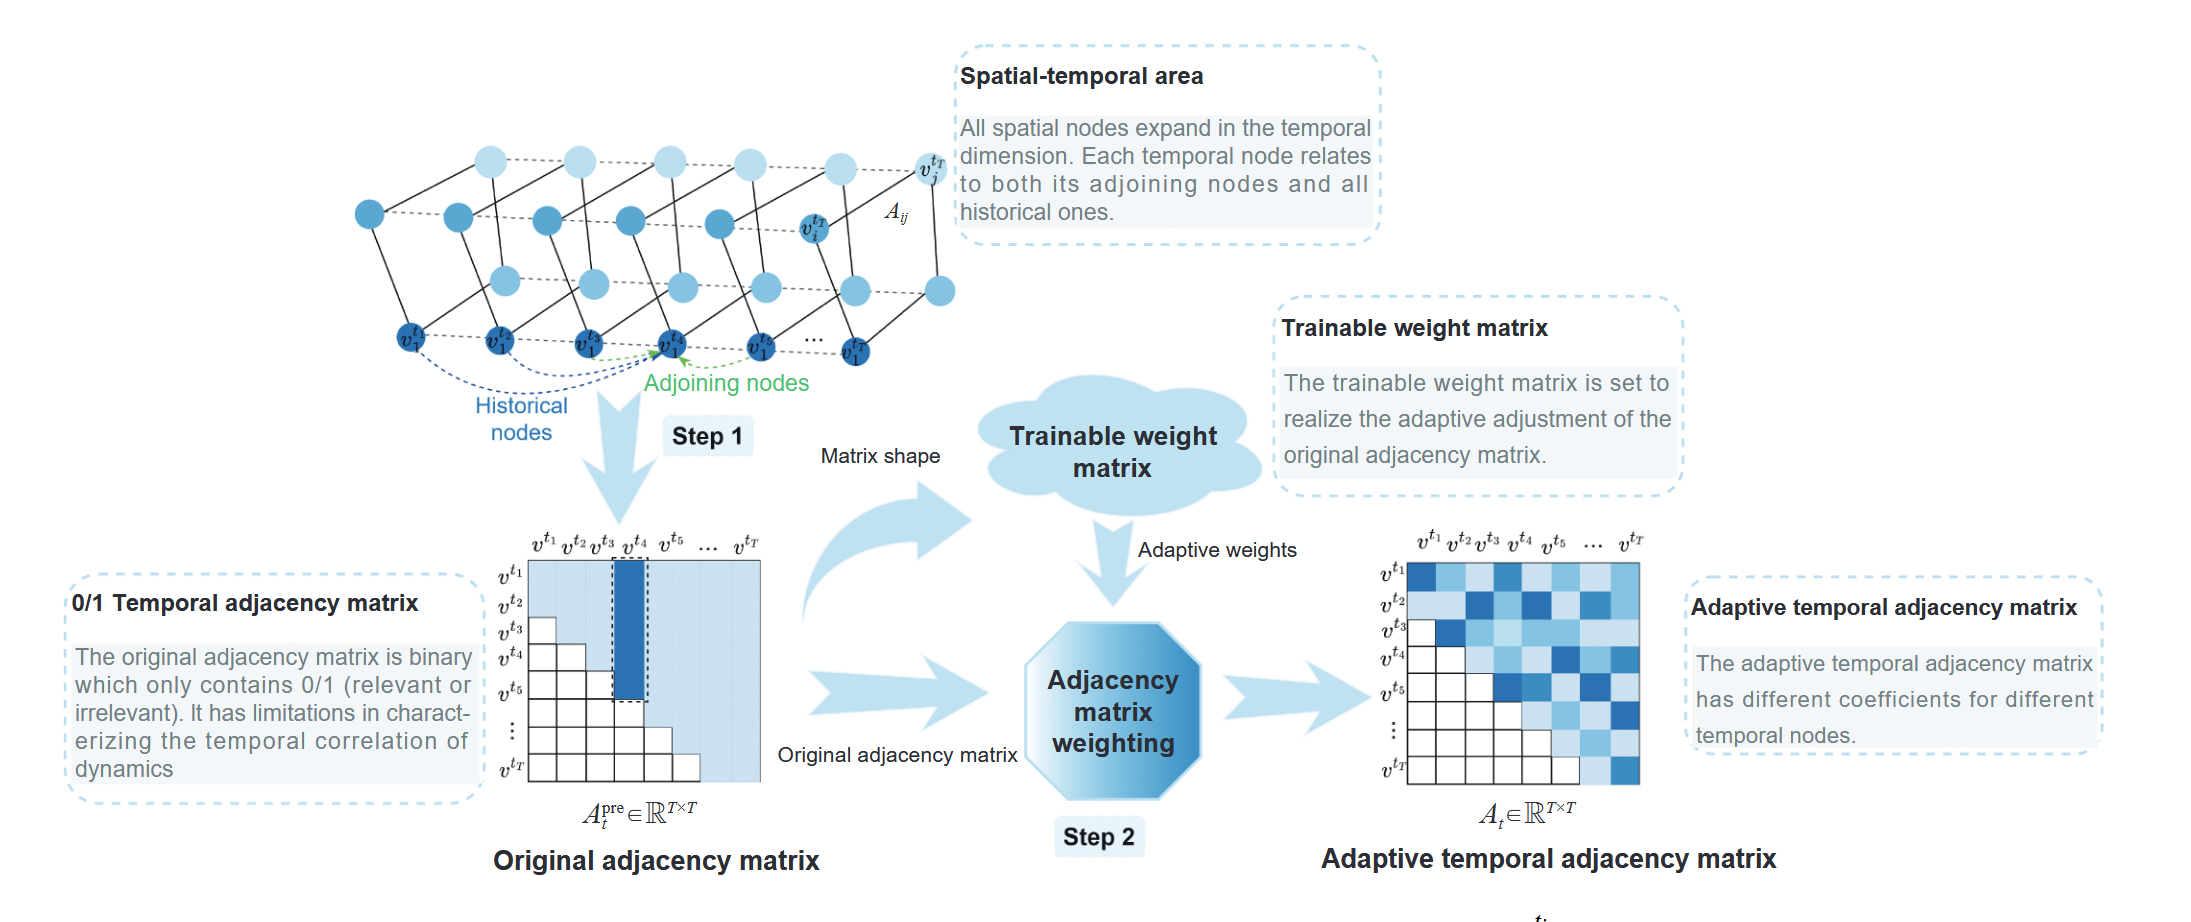 Spatial-temporal area
All spatial nodes expand in the temporal
dimension. Each temporal node relates
to both its adjoining nodes and all
historical ones.
v_j^{t_T}
v_i^{t_T}
A_{ij}
v_1^{t_1} v_1^{t_2} v_1^{t_3} v_1^{t_4} v_1^{t_5} ... v_1^{t_T}
Adjoining nodes
Historical
nodes
Step 1
Trainable weight matrix
The trainable weight matrix is set to
realize the adaptive adjustment of the
original adjacency matrix.
Matrix shape
Trainable weight
matrix
Adaptive weights
0/1 Temporal adjacency matrix
The original adjacency matrix is binary
which only contains 0/1 (relevant or
irrelevant). It has limitations in charact-
erizing the temporal correlation of
dynamics
v^{t_1} v^{t_2} v^{t_3} v^{t_4} v^{t_5} ... v^{t_T}
v^{t_1}
v^{t_2}
v^{t_3}
v^{t_4}
v^{t_5}
⋮
v^{t_T}
A_t^{pre} ∈ ℝ^{T×T}
Original adjacency matrix
Original adjacency matrix
Adjacency
matrix
weighting
Step 2
v^{t_1} v^{t_2} v^{t_3} v^{t_4} v^{t_5} ... v^{t_T}
v^{t_1}
v^{t_2}
v^{t_3}
v^{t_4}
v^{t_5}
⋮
v^{t_T}
A_t ∈ ℝ^{T×T}
Adaptive temporal adjacency matrix
Adaptive temporal adjacency matrix
The adaptive temporal adjacency matrix
has different coefficients for different
temporal nodes.